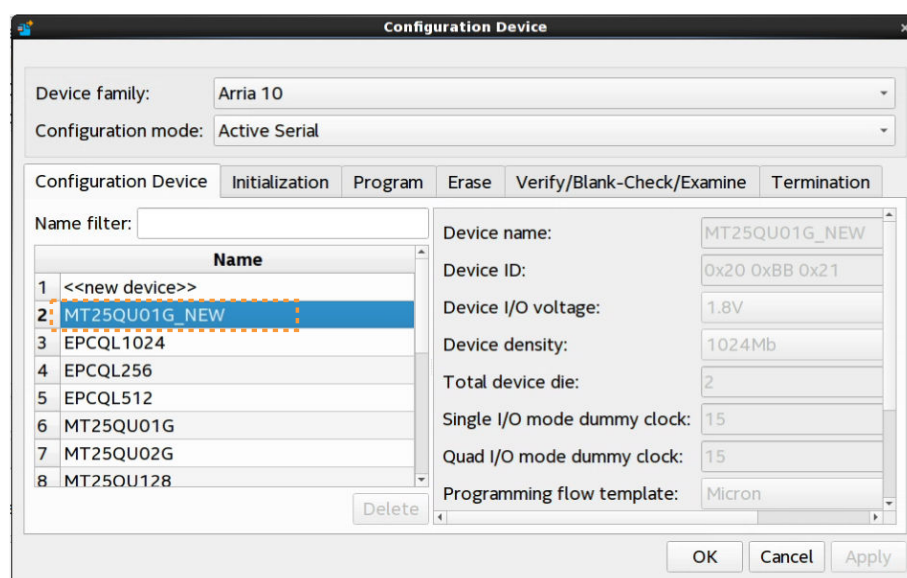 Configuration Device
Device family: Arria 10
Configuration mode: Active Serial
Configuration Device Initialization Program Erase Verify/Blank-Check/Examine Termination
Name filter:
Name
1 <<new device>>
2 MT25QU01G_NEW
3 EPCQL1024
4 EPCQL256
5 EPCQL512
6 MT25QU01G
7 MT25QU02G
8 MT25QU128
Delete
Device name: MT25QU01G_NEW
Device ID: 0x20 0xBB 0x21
Device I/O voltage: 1.8V
Device density: 1024Mb
Total device die: 2
Single I/O mode dummy clock: 15
Quad I/O mode dummy clock: 15
Programming flow template: Micron
OK Cancel Apply